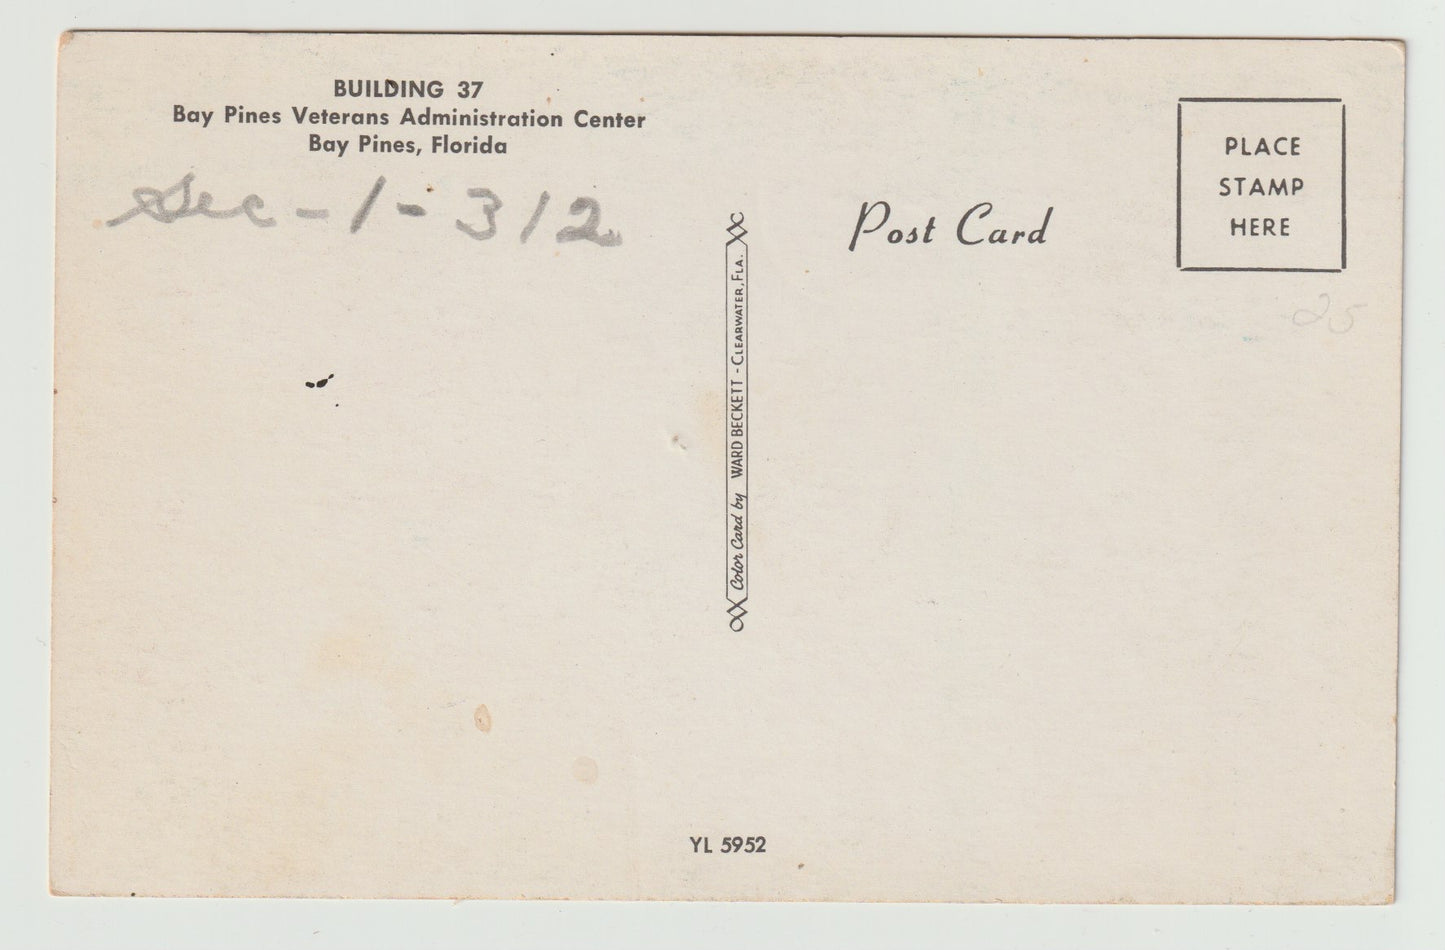 BUILDING 37
Bay Pines Veterans Administration Center
Bay Pines, Florida
Sec-1-312
Color Card by WARD BECKETT - CLEARWATER, FLA.
Post Card
PLACE
STAMP
HERE
25
YL 5952